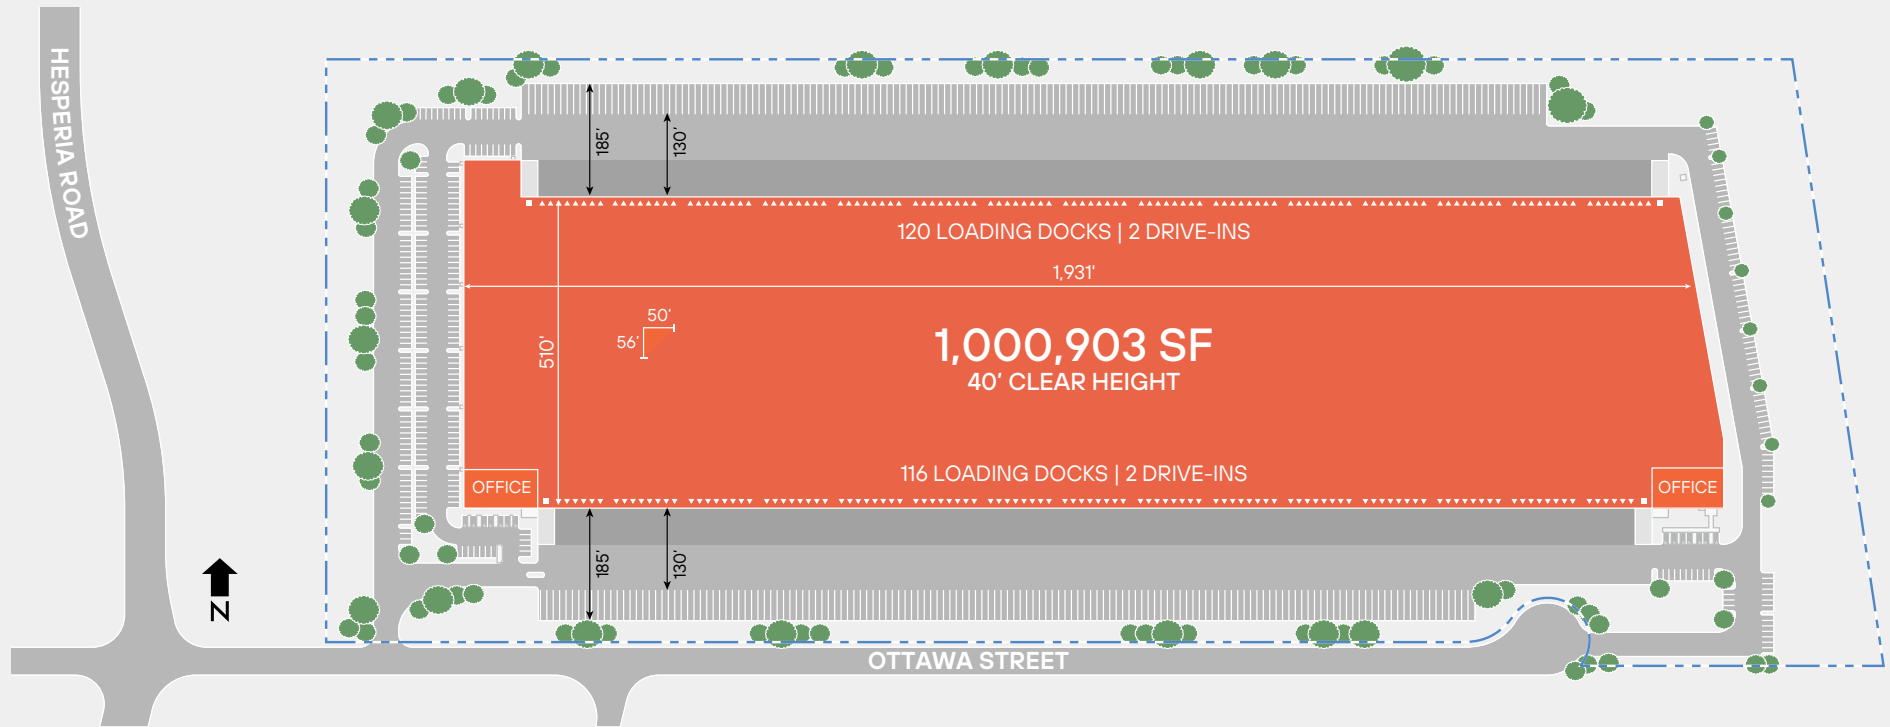 HESPERIA ROAD
185'
130'
120 LOADING DOCKS | 2 DRIVE-INS
1,931'
50'
56'
510'
1,000,903 SF
40' CLEAR HEIGHT
116 LOADING DOCKS | 2 DRIVE-INS
OFFICE
OFFICE
185'
130'
N
OTTAWA STREET